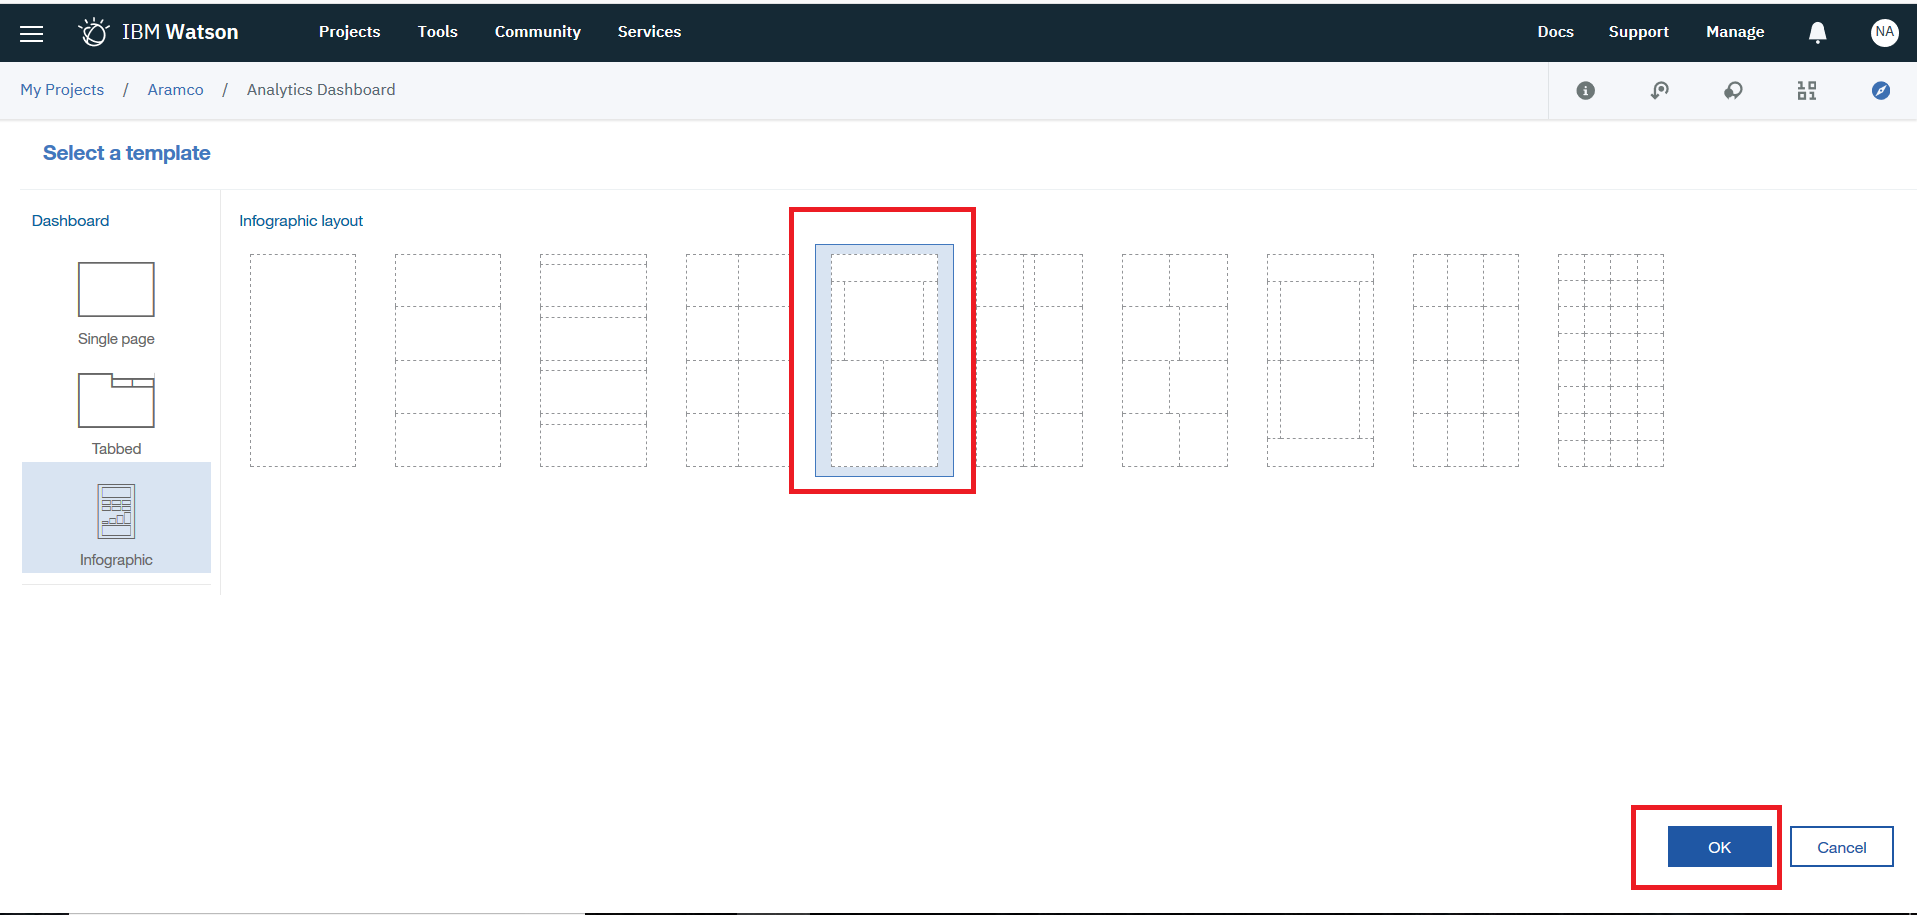 IBM Watson Projects Tools Community Services Docs Support Manage NA
My Projects / Aramco / Analytics Dashboard
Select a template
Dashboard
Infographic layout
Single page
Tabbed
Infographic
OK Cancel